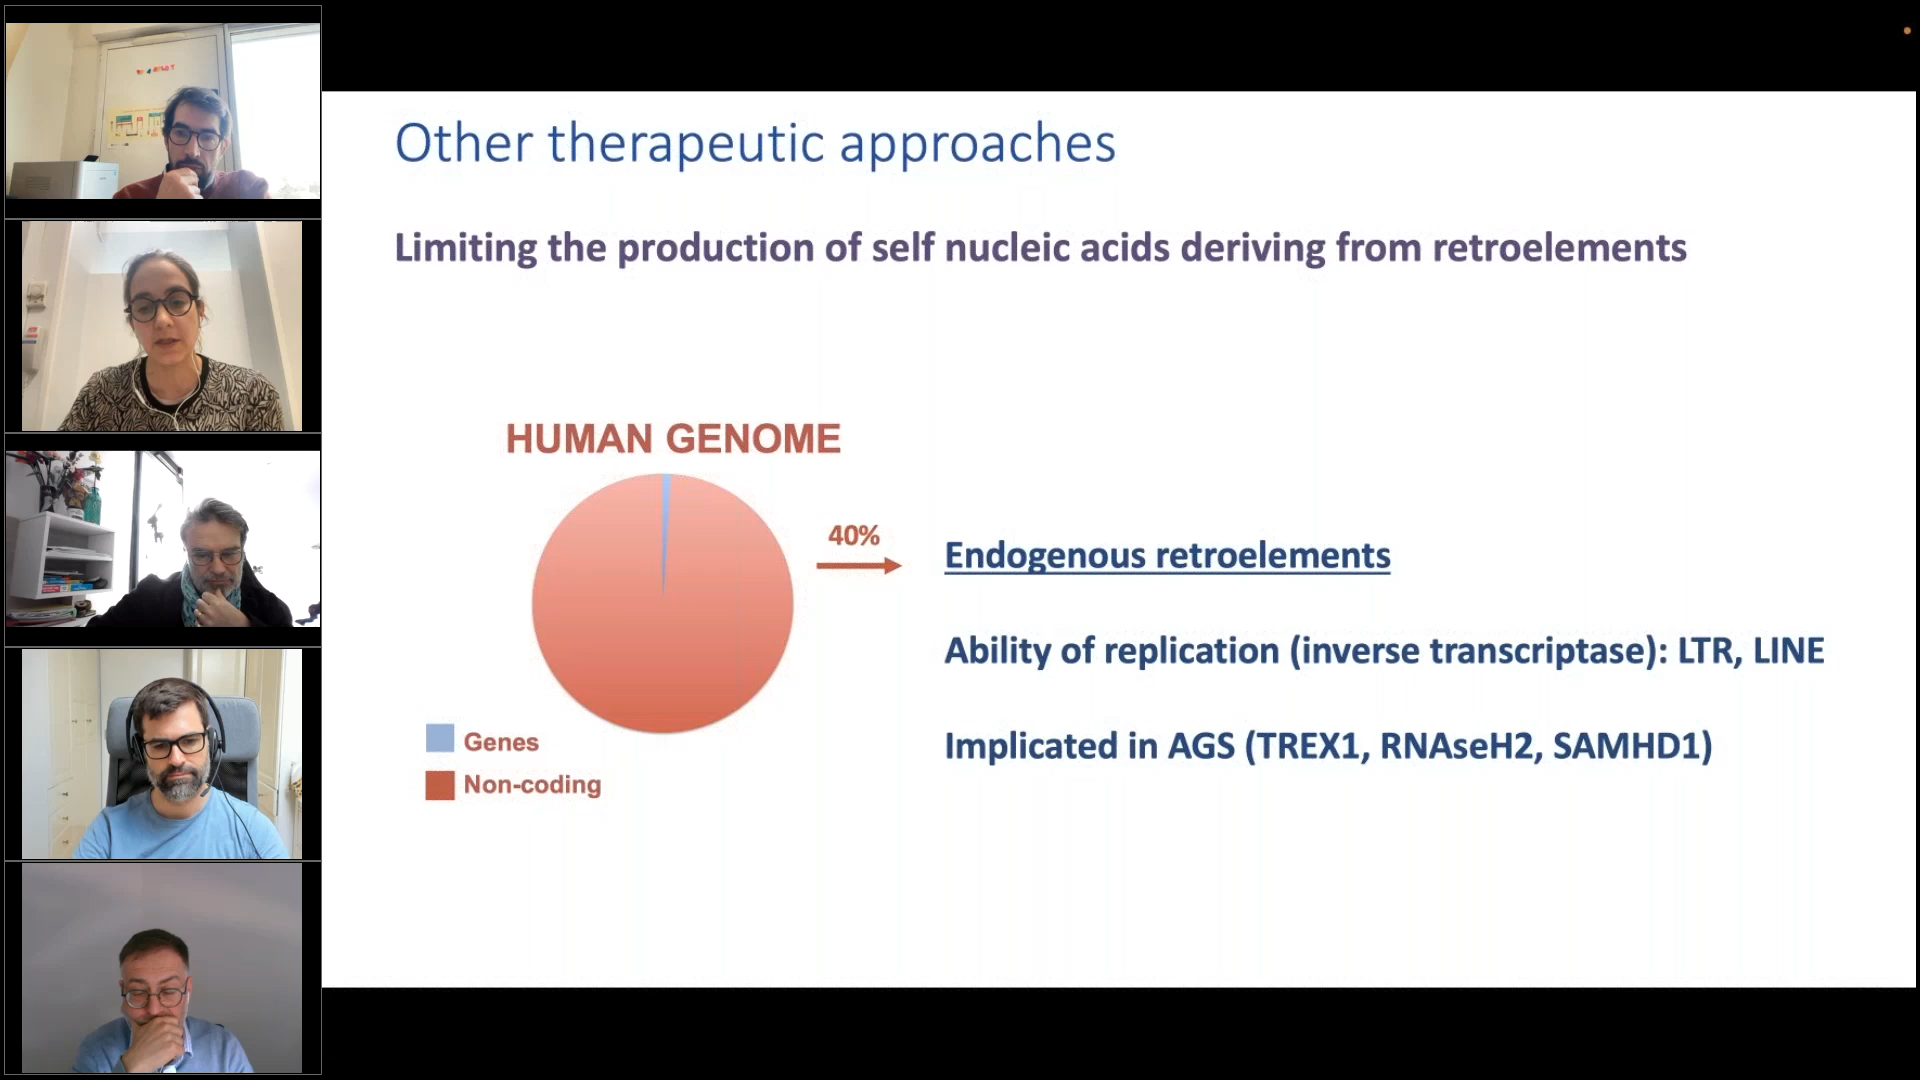 Other therapeutic approaches
Limiting the production of self nucleic acids deriving from retroelements
HUMAN GENOME
40%
Endogenous retroelements
Ability of replication (inverse transcriptase): LTR, LINE
Implicated in AGS (TREX1, RNAseH2, SAMHD1)
Genes
Non-coding